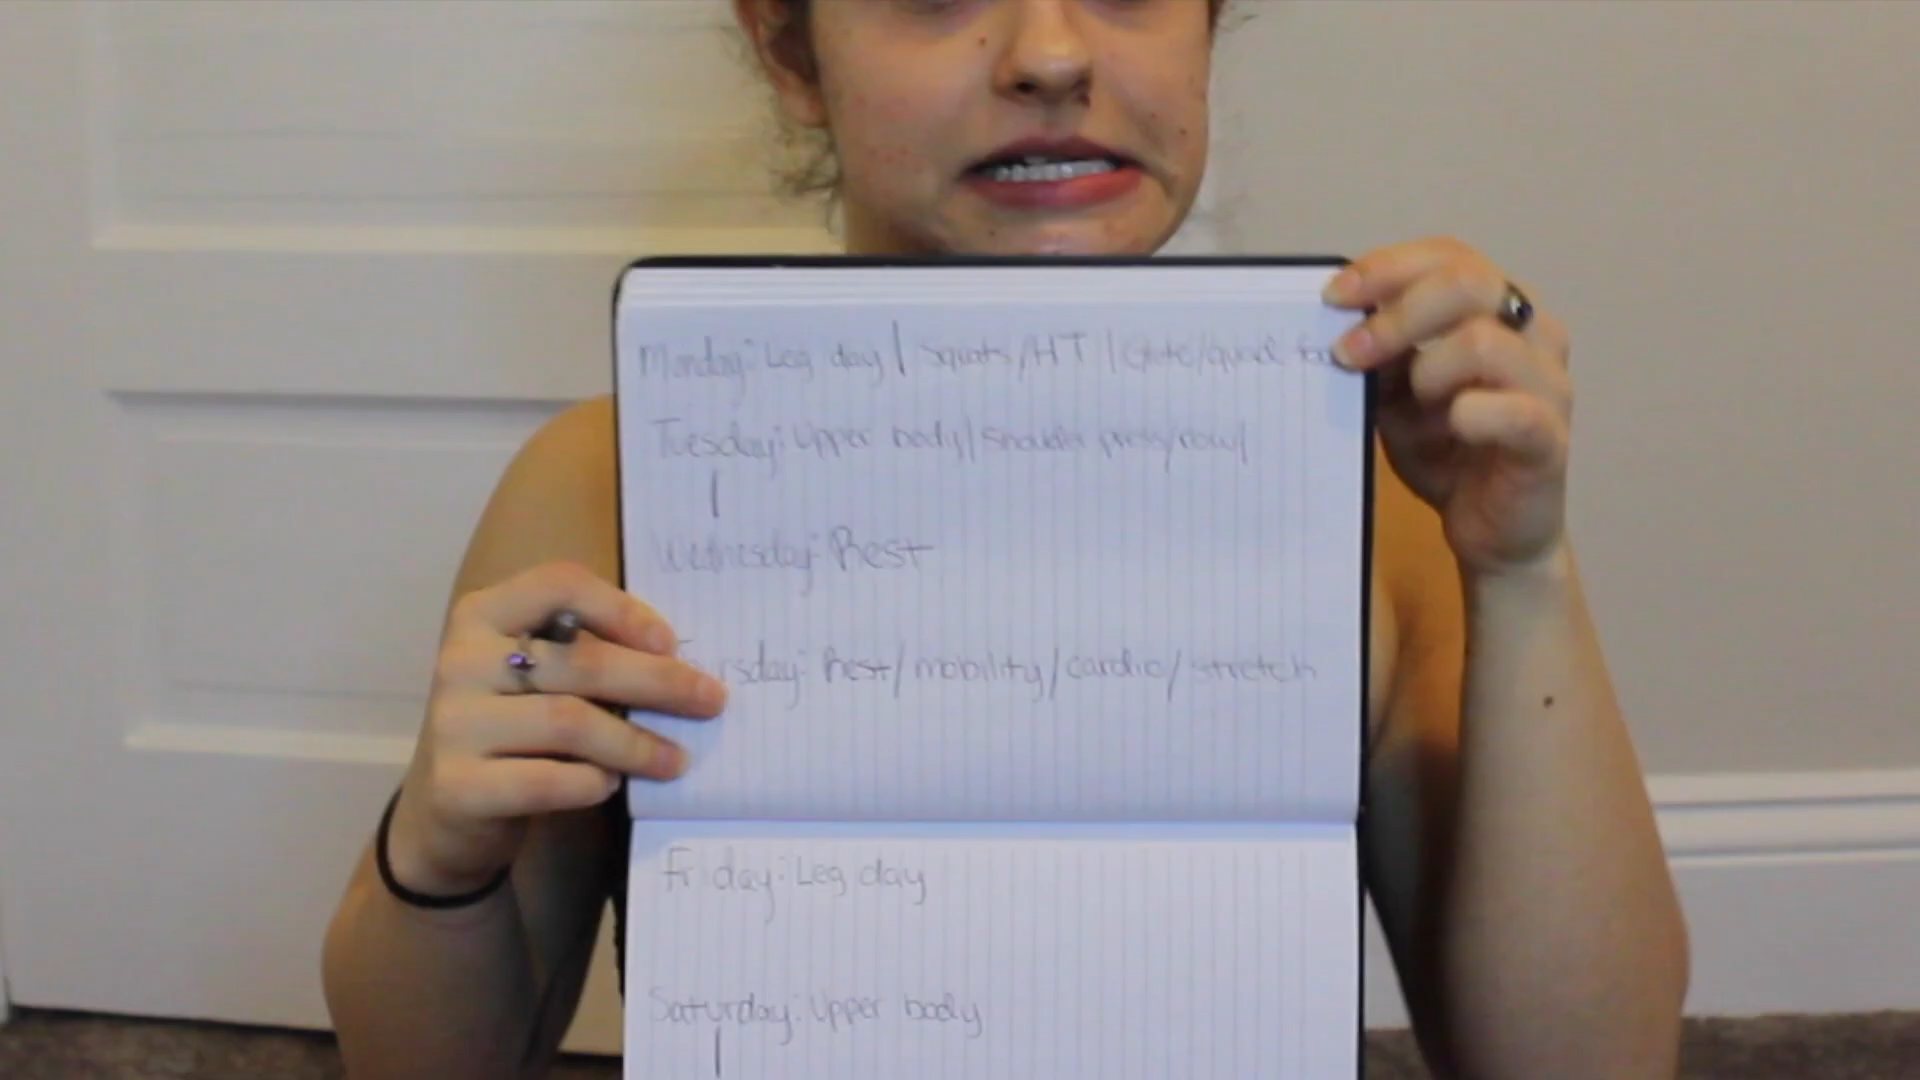 Monday: Leg day | Squats/HT | Glute/quad
Tuesday: Upper body/shoulder press/row/
Wednesday: Rest
Thursday: Rest/mobility/cardio/stretch
Friday: Leg day
Saturday: Upper body